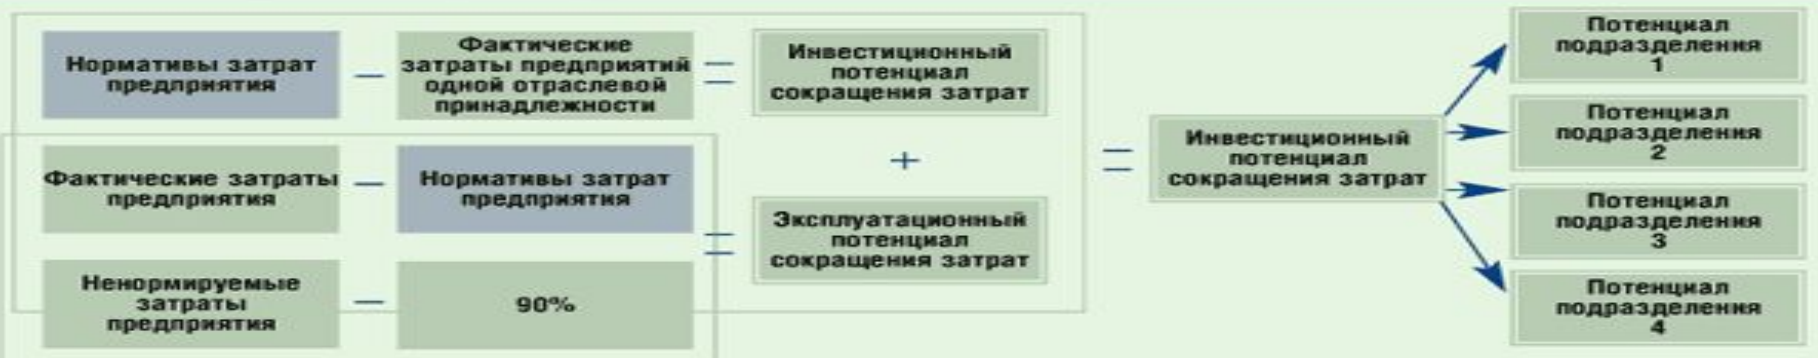 Нормативы затрат
предприятия
—
Фактические
затраты предприятий
одной отраслевой
принадлежности
=
Инвестиционный
потенциал
сокращения затрат
Фактические затраты
предприятия
—
Нормативы затрат
предприятия
Ненормируемые
затраты
предприятия
—
90%
=
+
Эксплуатационный
потенциал
сокращения затрат
=
Инвестиционный
потенциал
сокращения затрат
Потенциал
подразделения
1
Потенциал
подразделения
2
Потенциал
подразделения
3
Потенциал
подразделения
4